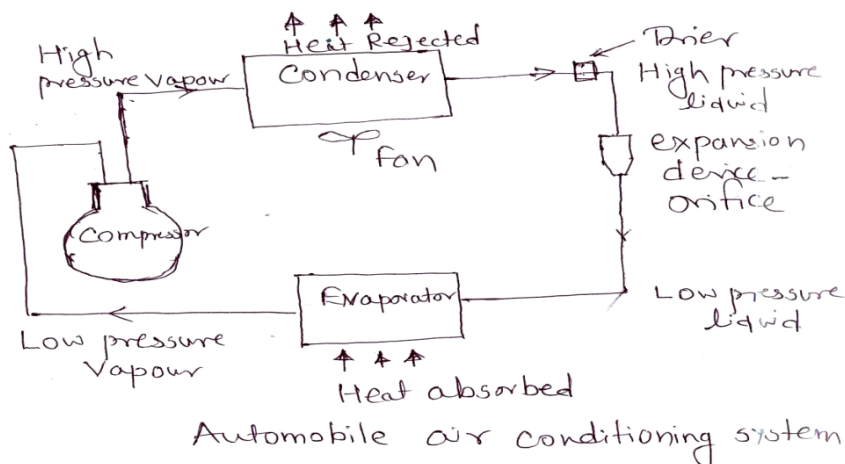 Heat Rejected
High
pressure vapour
Condenser
Drier
High pressure
liquid
Fan
expansion
device -
orifice
Compressor
Evaporator
Low pressure
liquid
Low pressure
Vapour
Heat absorbed
Automobile air conditioning system